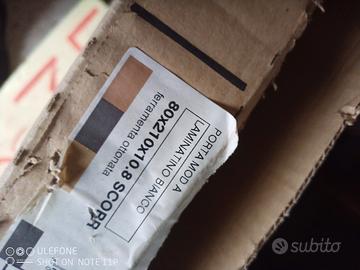 PORTA MOD A
LAMINATINO BIANCO
80X210X10.8 SCORR
ferramenta ottonata
ULEFONE
SHOT ON NOTE 11P
subito